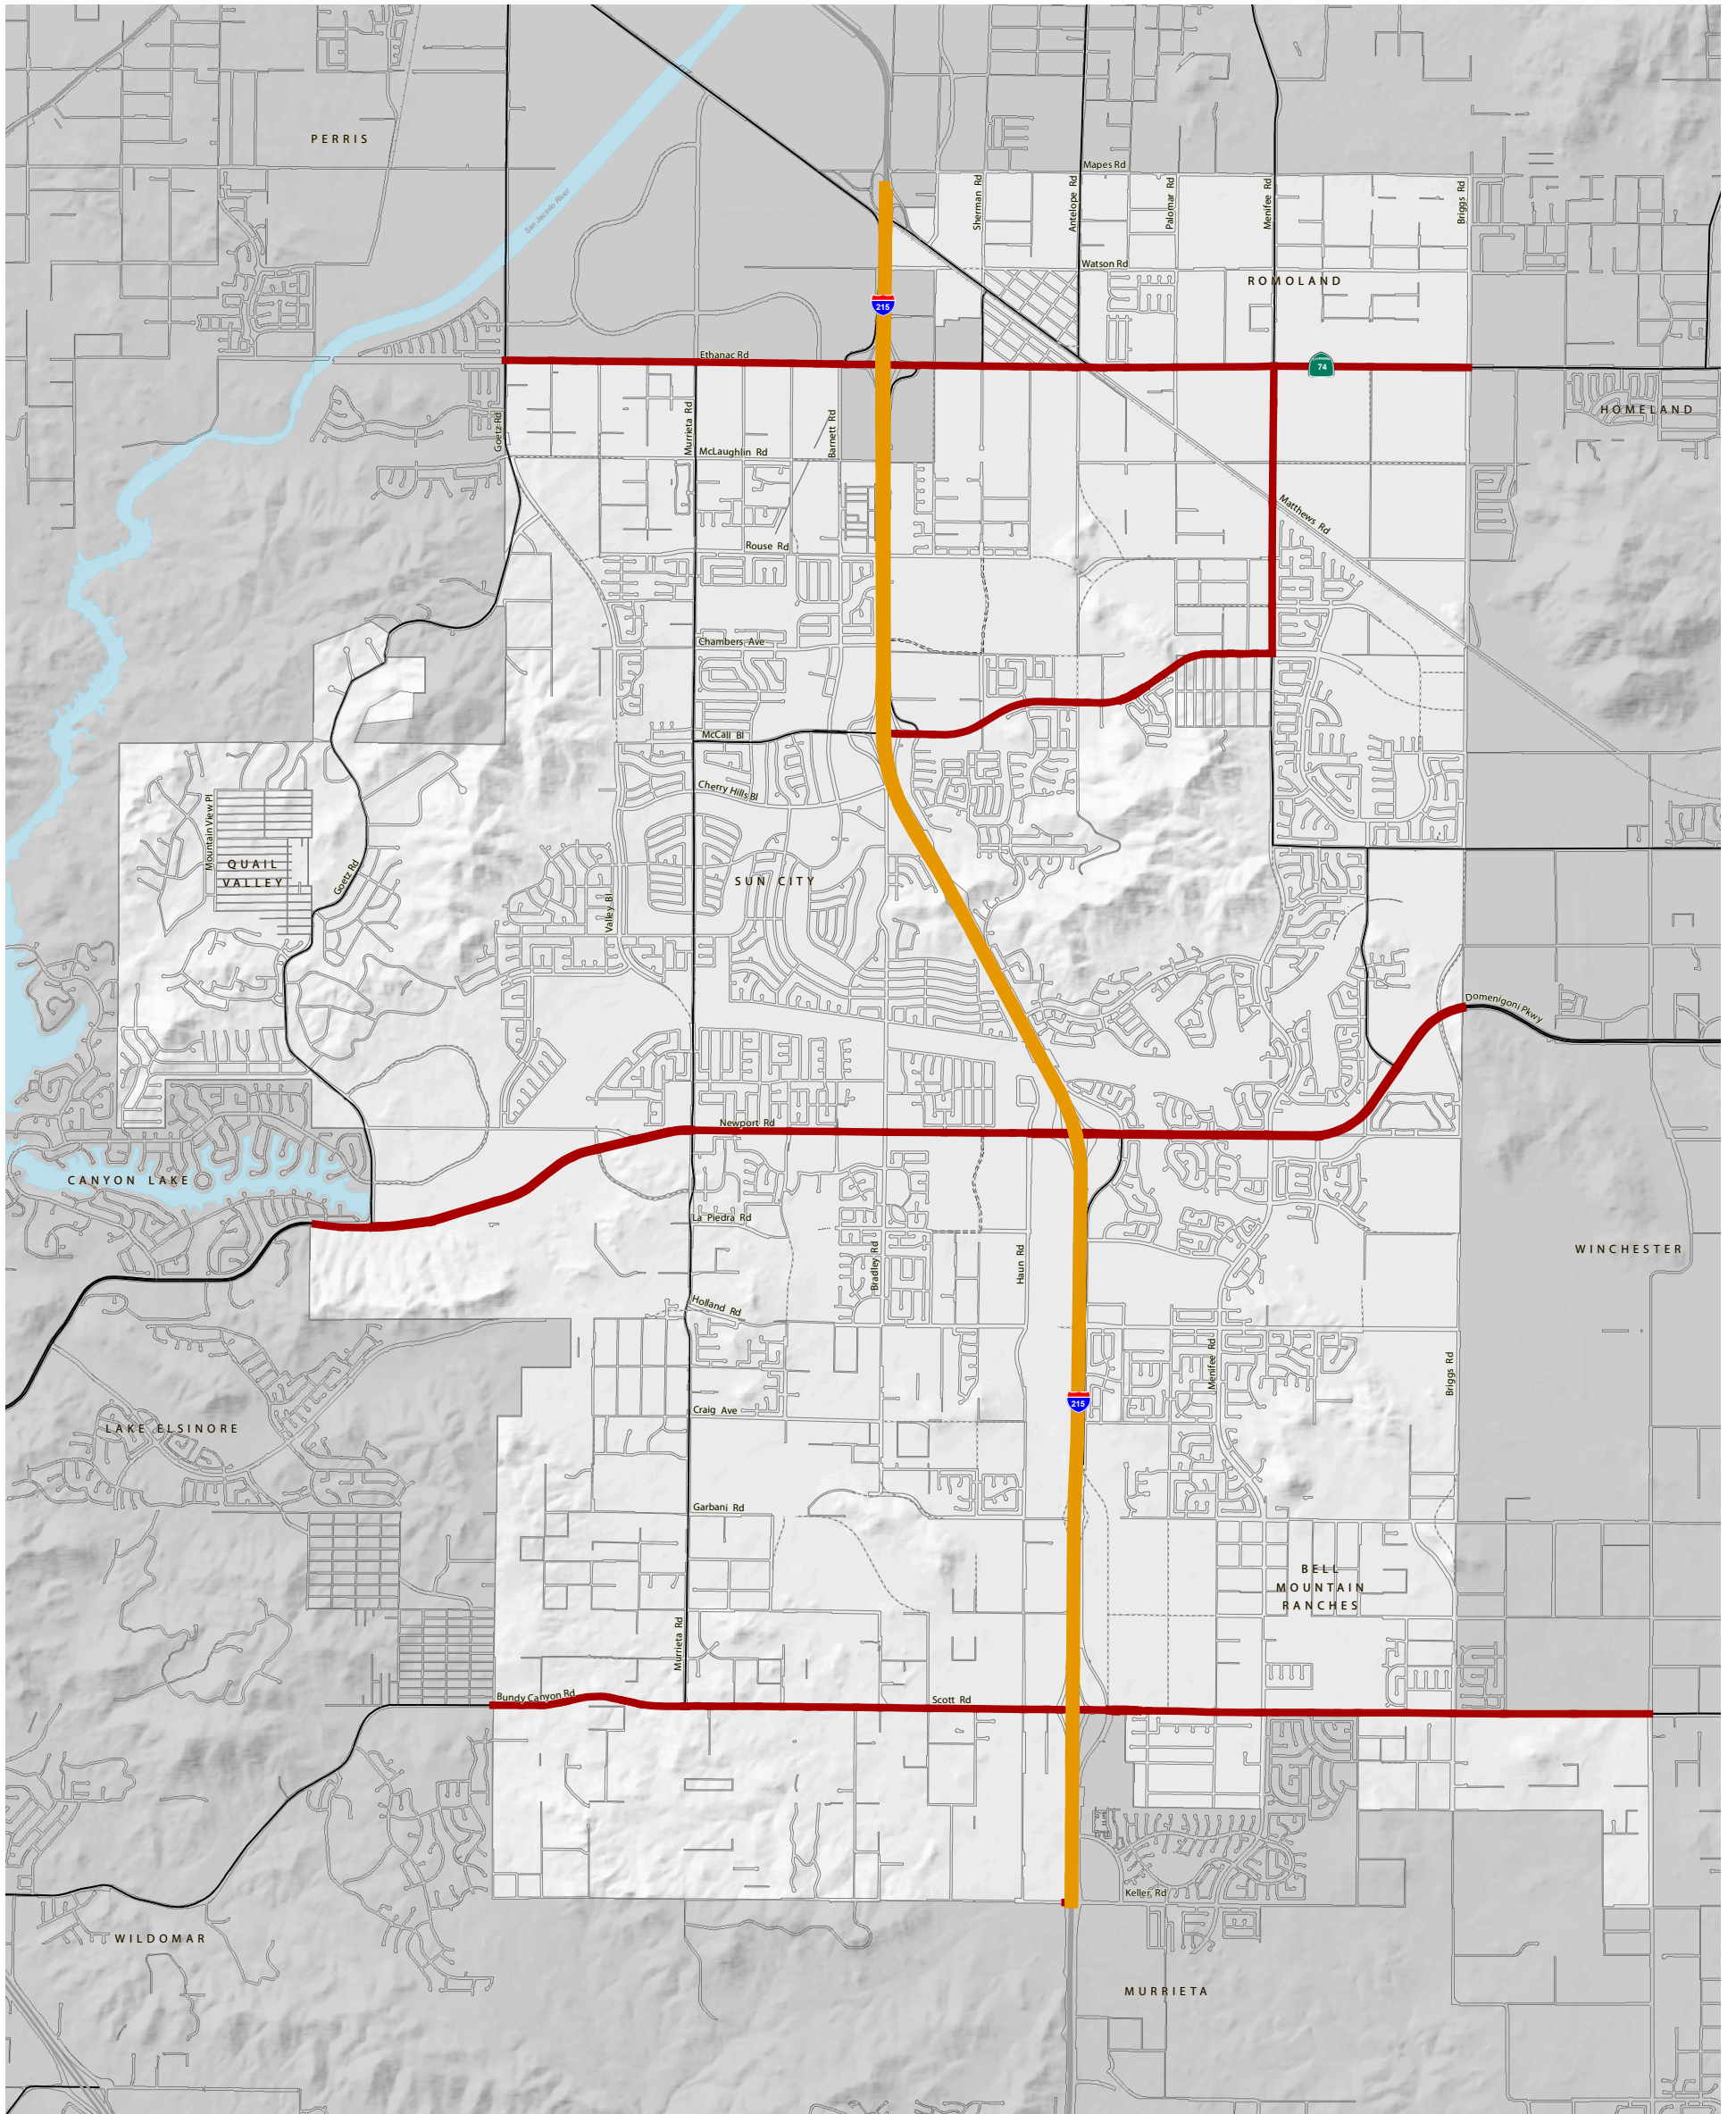 PERRIS
Mapes Rd
Sherman Rd
Antelope Rd
Palomar Rd
Menifee Rd
Briggs Rd
San Jacinto River
Watson Rd
ROMOLAND
215
Ethanac Rd
74
HOMELAND
Goetz Rd
Murrieta Rd
Barnett Rd
McLaughlin Rd
Matthews Rd
Rouse Rd
Chambers Ave
McCall Bl
Cherry Hills Bl
Mountain View Pl
QUAIL
VALLEY
Goetz Rd
SUN CITY
Valley Bl
Domenigoni Pkwy
Newport Rd
CANYON LAKE
La Piedra Rd
Bradley Rd
Haun Rd
WINCHESTER
Holland Rd
Menifee Rd
Briggs Rd
215
Craig Ave
LAKE ELSINORE
Garbani Rd
BELL
MOUNTAIN
RANCHES
Murrieta Rd
Bundy Canyon Rd
Scott Rd
Keller Rd
WILDOMAR
MURRIETA